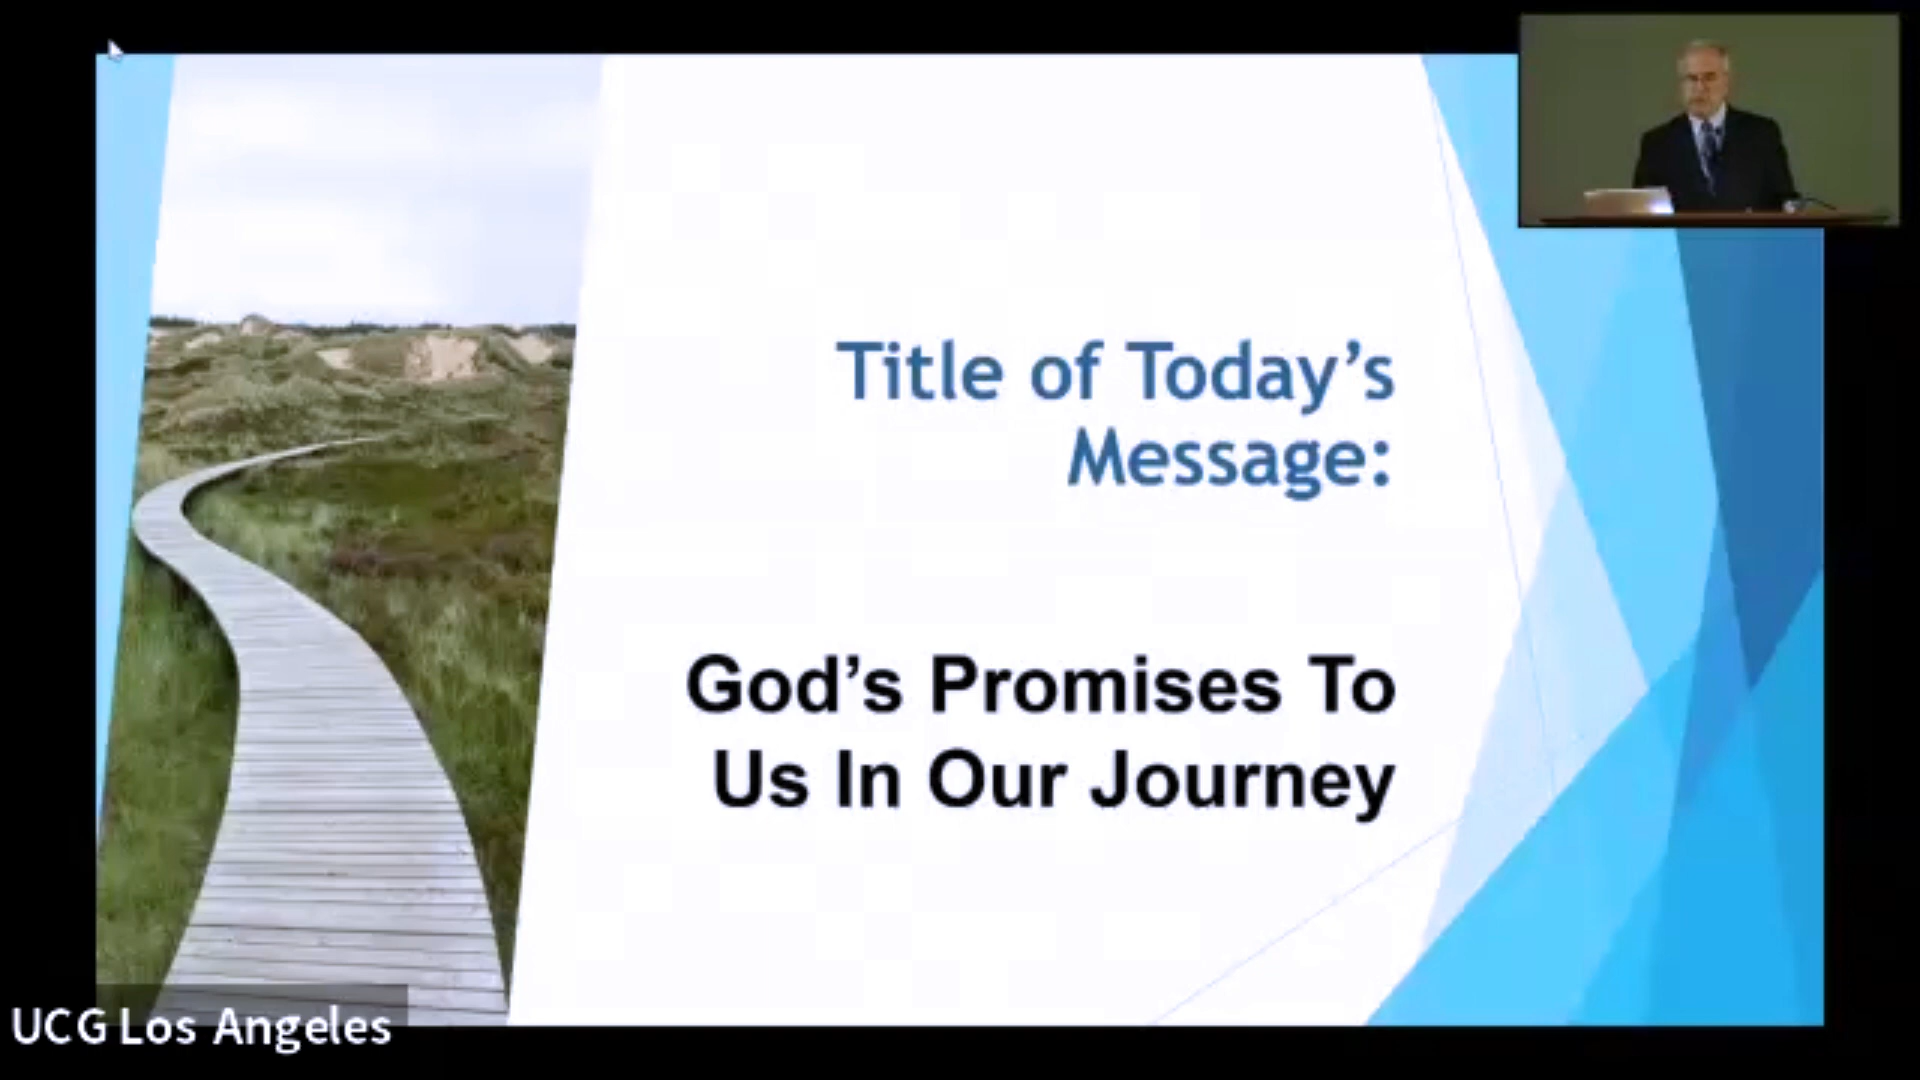 Title of Today's
Message:
God's Promises To
Us In Our Journey
UCG Los Angeles